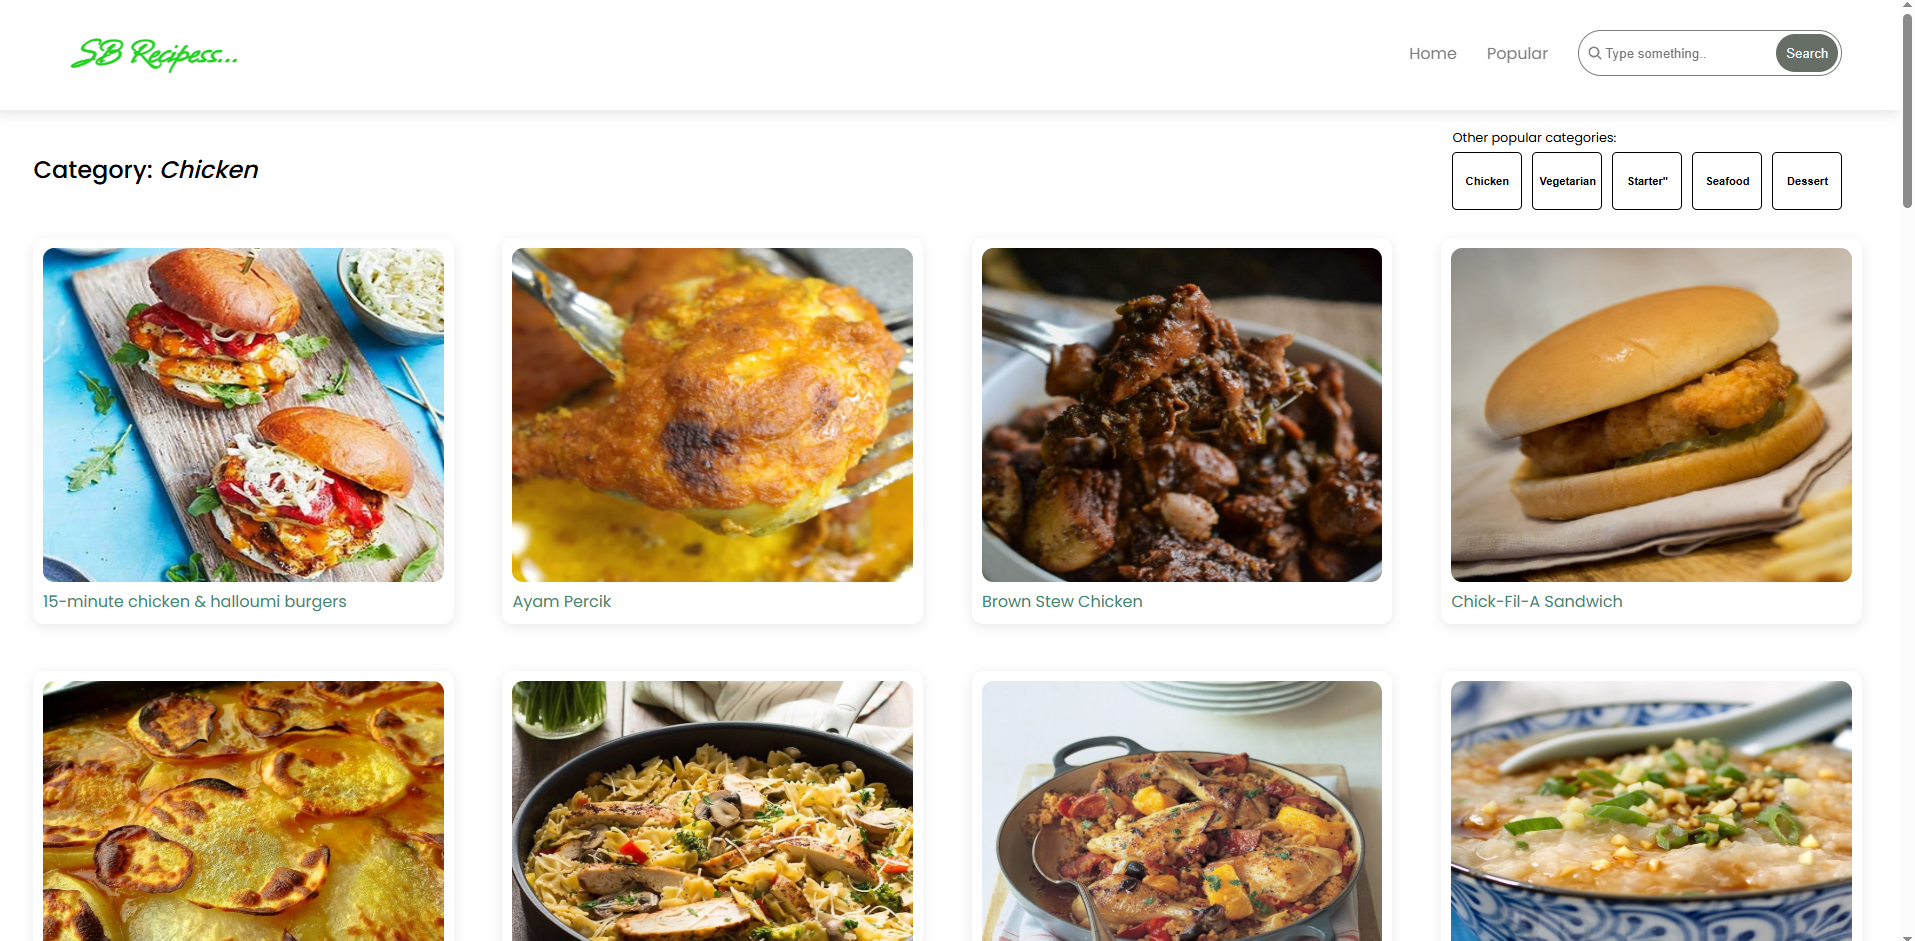 SB Recipess...
Home
Popular
Type something..
Search
Other popular categories:
Category: Chicken
Chicken
Vegetarian
Starter"
Seafood
Dessert
15-minute chicken & halloumi burgers
Ayam Percik
Brown Stew Chicken
Chick-Fil-A Sandwich